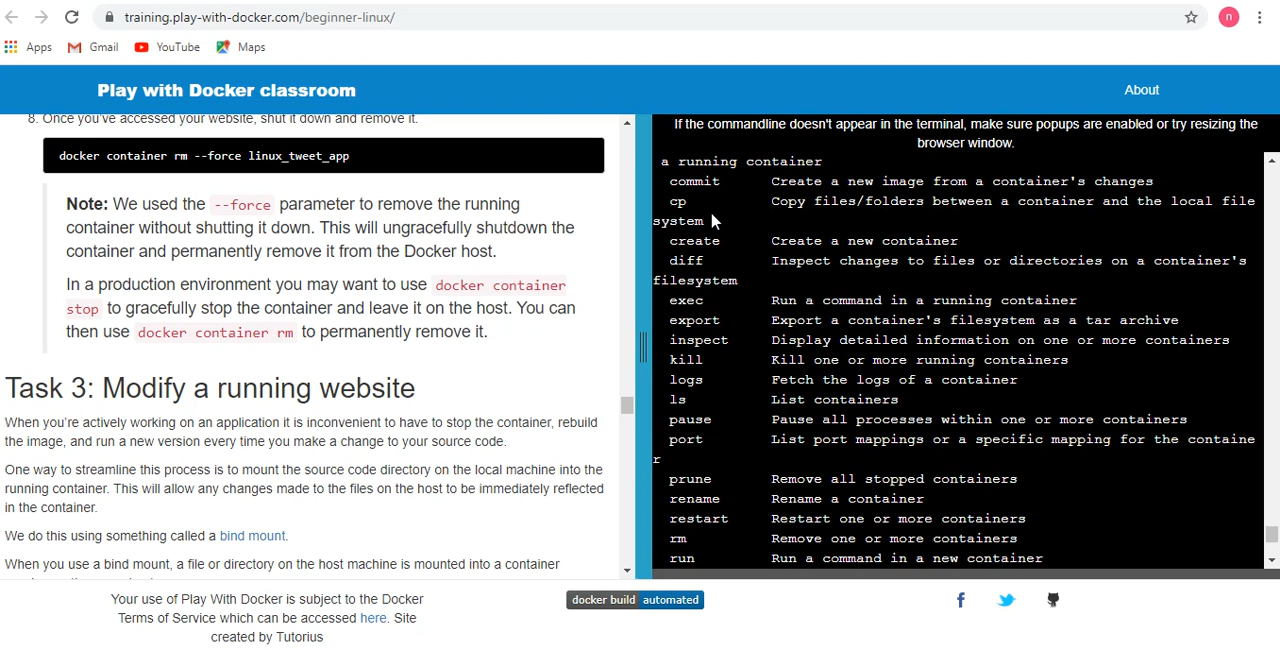 training.play-with-docker.com/beginner-linux/
n
Apps
Gmail
YouTube
Maps
Play with Docker classroom
About
8. Once you've accessed your website, shut it down and remove it.
docker container rm --force linux_tweet_app
Note: We used the --force parameter to remove the running
container without shutting it down. This will ungracefully shutdown the
container and permanently remove it from the Docker host.
In a production environment you may want to use docker container
stop to gracefully stop the container and leave it on the host. You can
then use docker container rm to permanently remove it.
Task 3: Modify a running website
When you're actively working on an application it is inconvenient to have to stop the container, rebuild
the image, and run a new version every time you make a change to your source code.
One way to streamline this process is to mount the source code directory on the local machine into the
running container. This will allow any changes made to the files on the host to be immediately reflected
in the container.
We do this using something called a bind mount.
When you use a bind mount, a file or directory on the host machine is mounted into a container
If the commandline doesn't appear in the terminal, make sure popups are enabled or try resizing the
browser window.
a running container
commit Create a new image from a container's changes
cp Copy files/folders between a container and the local file
system
create Create a new container
diff Inspect changes to files or directories on a container's
filesystem
exec Run a command in a running container
export Export a container's filesystem as a tar archive
inspect Display detailed information on one or more containers
kill Kill one or more running containers
logs Fetch the logs of a container
ls List containers
pause Pause all processes within one or more containers
port List port mappings or a specific mapping for the containe
r
prune Remove all stopped containers
rename Rename a container
restart Restart one or more containers
rm Remove one or more containers
run Run a command in a new container
Your use of Play With Docker is subject to the Docker
Terms of Service which can be accessed here. Site
created by Tutorius
docker build automated